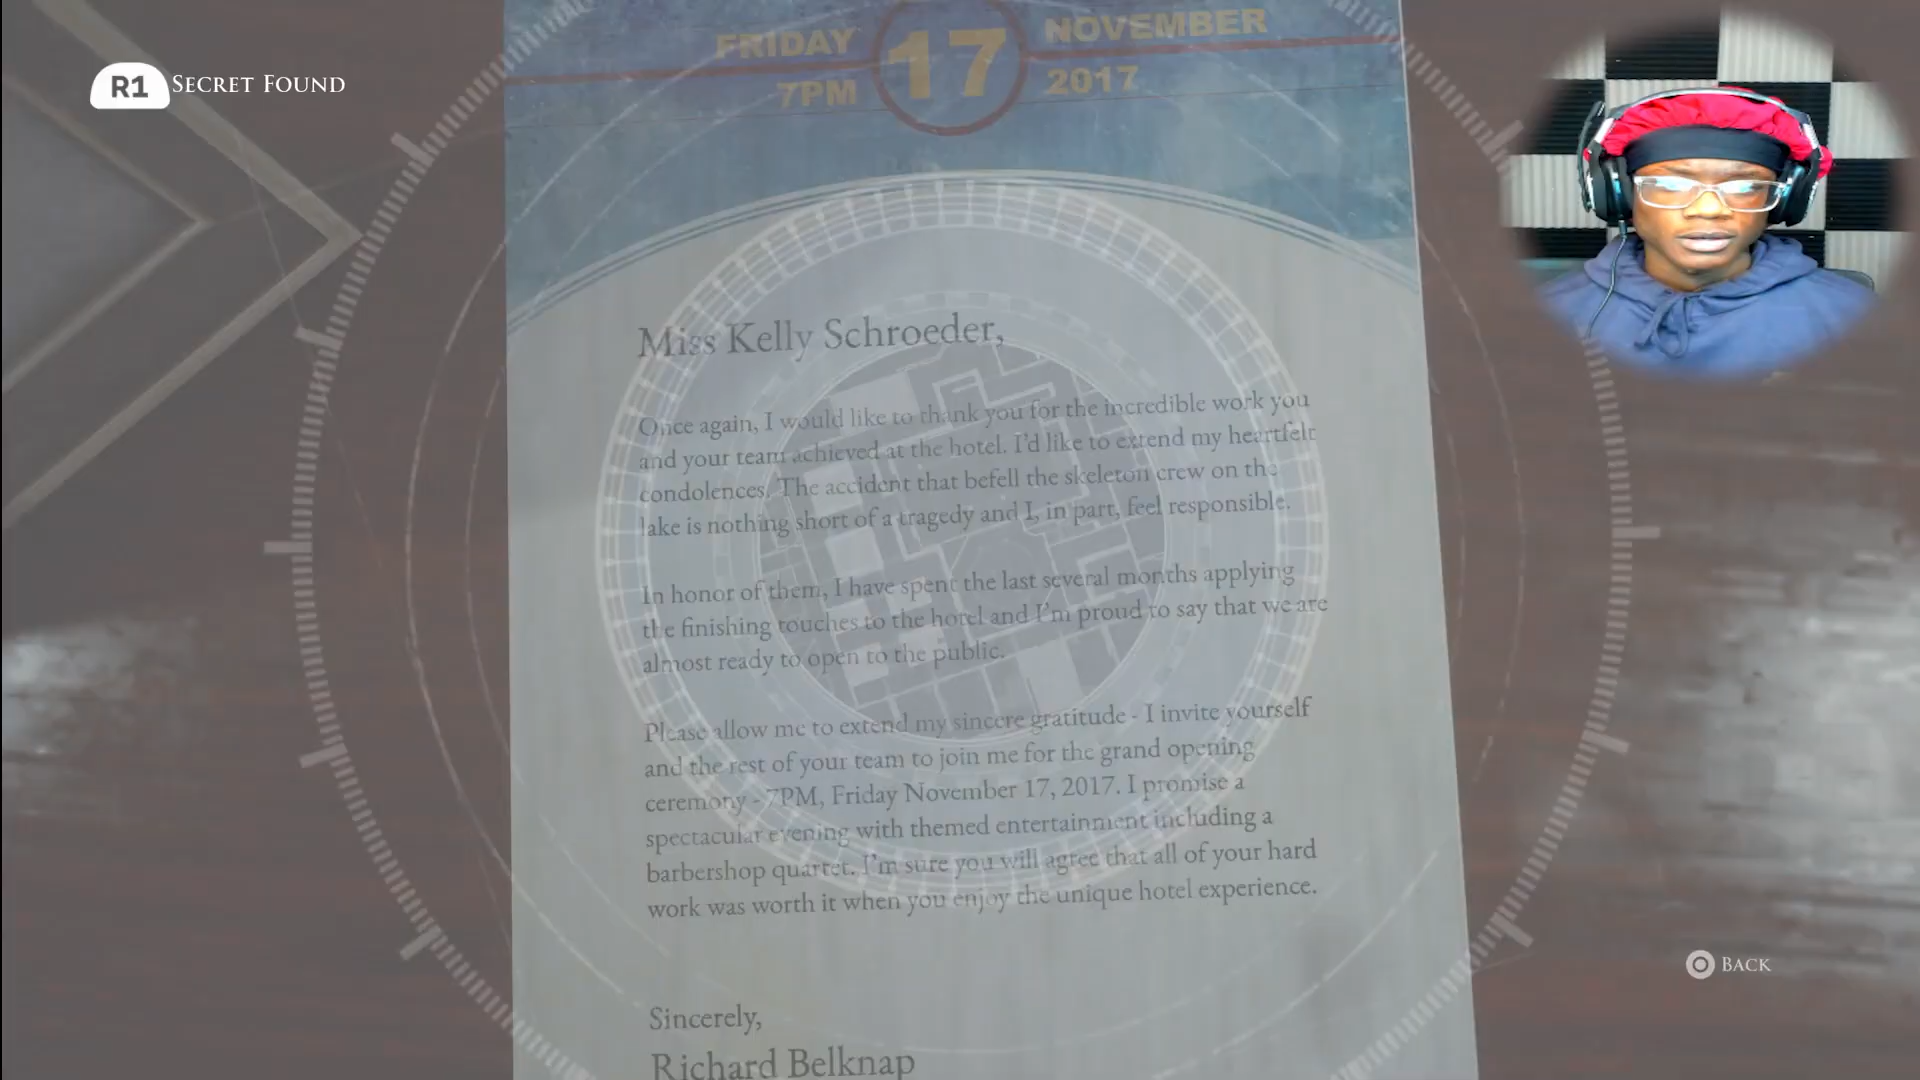 R1 SECRET FOUND
FRIDAY 17 NOVEMBER
7PM 2017
Miss Kelly Schroeder,
Once again, I would like to thank you for the incredible work you
and your team achieved at the hotel. I'd like to extend my heartfelt
condolences. The accident that befell the skeleton crew on the
lake is nothing short of a tragedy and I, in part, feel responsible.
In honor of them, I have spent the last several months applying
the finishing touches to the hotel and I'm proud to say that we are
almost ready to open to the public.
Please allow me to extend my sincere gratitude - I invite yourself
and the rest of your team to join me for the grand opening
ceremony - 7PM, Friday November 17, 2017. I promise a
spectacular evening with themed entertainment including a
barbershop quartet. I'm sure you will agree that all of your hard
work was worth it when you enjoy the unique hotel experience.
Sincerely,
Richard Belknap
BACK